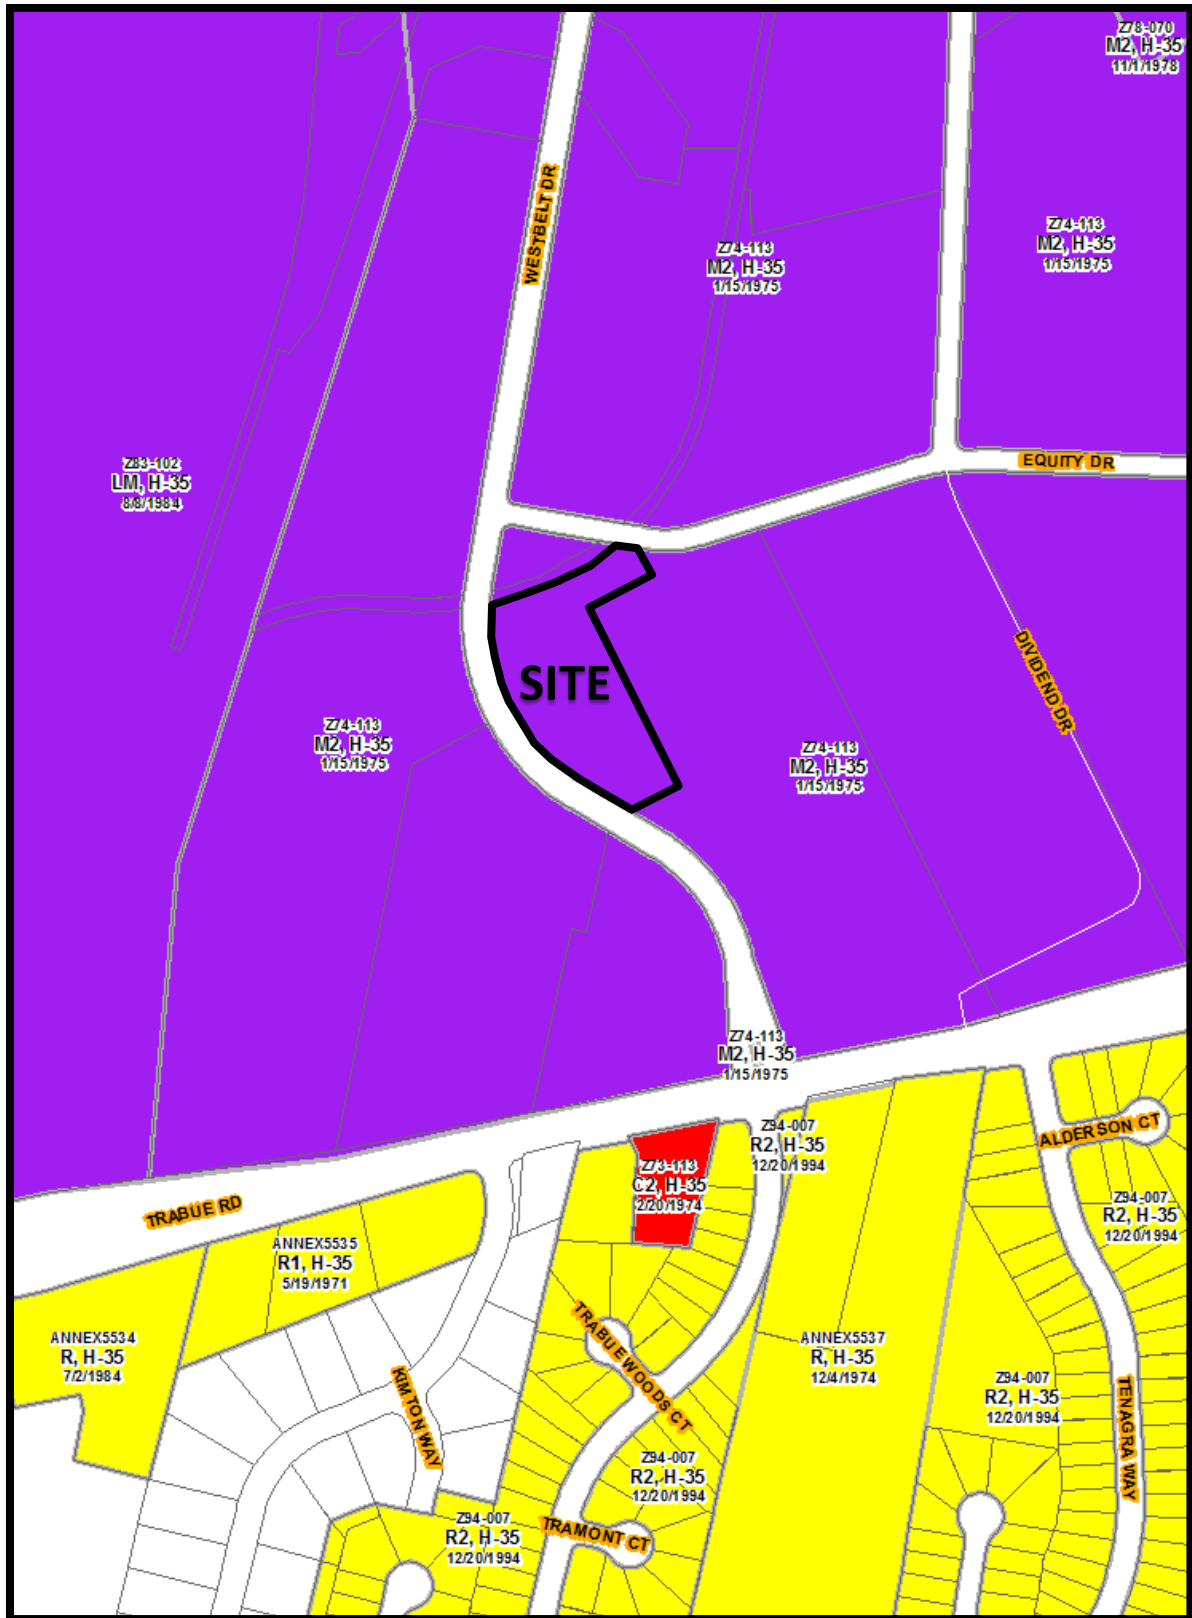 Z78-070
M2, H-35
11/1/1978
WESTBELT DR
Z74-113
M2, H-35
1/15/1975
Z74-113
M2, H-35
1/15/1975
EQUITY DR
Z83-102
LM, H-35
8/8/1984
SITE
DIVIDEND DR
Z74-113
M2, H-35
1/15/1975
Z74-113
M2, H-35
1/15/1975
Z74-113
M2, H-35
1/15/1975
Z94-007
R2, H-35
12/20/1994
ALDERSON CT
Z73-113
C2, H-35
2/20/1974
TRABUE RD
Z94-007
R2, H-35
12/20/1994
ANNEX5535
R1, H-35
5/19/1971
ANNEX5534
R, H-35
7/2/1984
TRABUEWOODS CT
ANNEX5537
R, H-35
12/4/1974
KIMTON WAY
Z94-007
R2, H-35
12/20/1994
TENAGRA WAY
Z94-007
R2, H-35
12/20/1994
Z94-007
R2, H-35
12/20/1994
TRAMONT CT